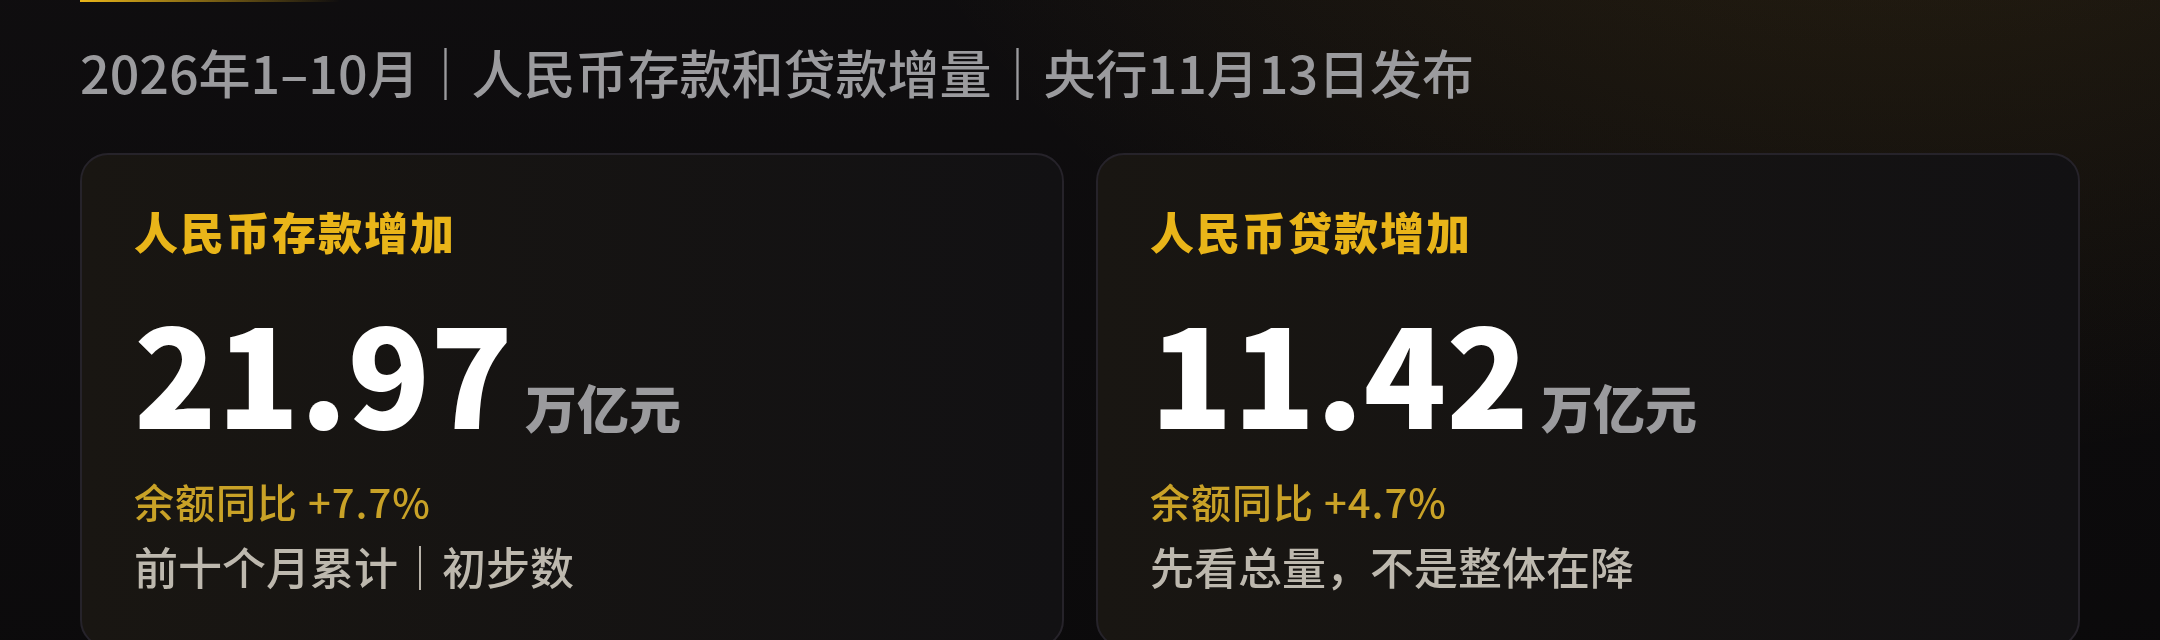 2026年1–10月｜人民币存款和贷款增量｜央行11月13日发布
人民币存款增加
21.97 万亿元
余额同比 +7.7%
前十个月累计｜初步数
人民币贷款增加
11.42 万亿元
余额同比 +4.7%
先看总量，不是整体在降